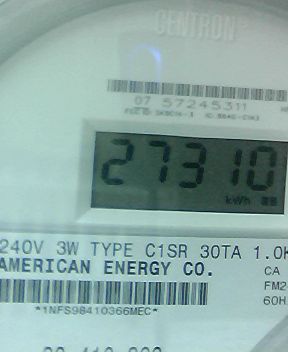 CENTRON
07 57245311
27310
kWh
240V 3W TYPE C1SR 30TA 1.0K
AMERICAN ENERGY CO.
CA
FM2
60H
*1NFS98410366MEC*